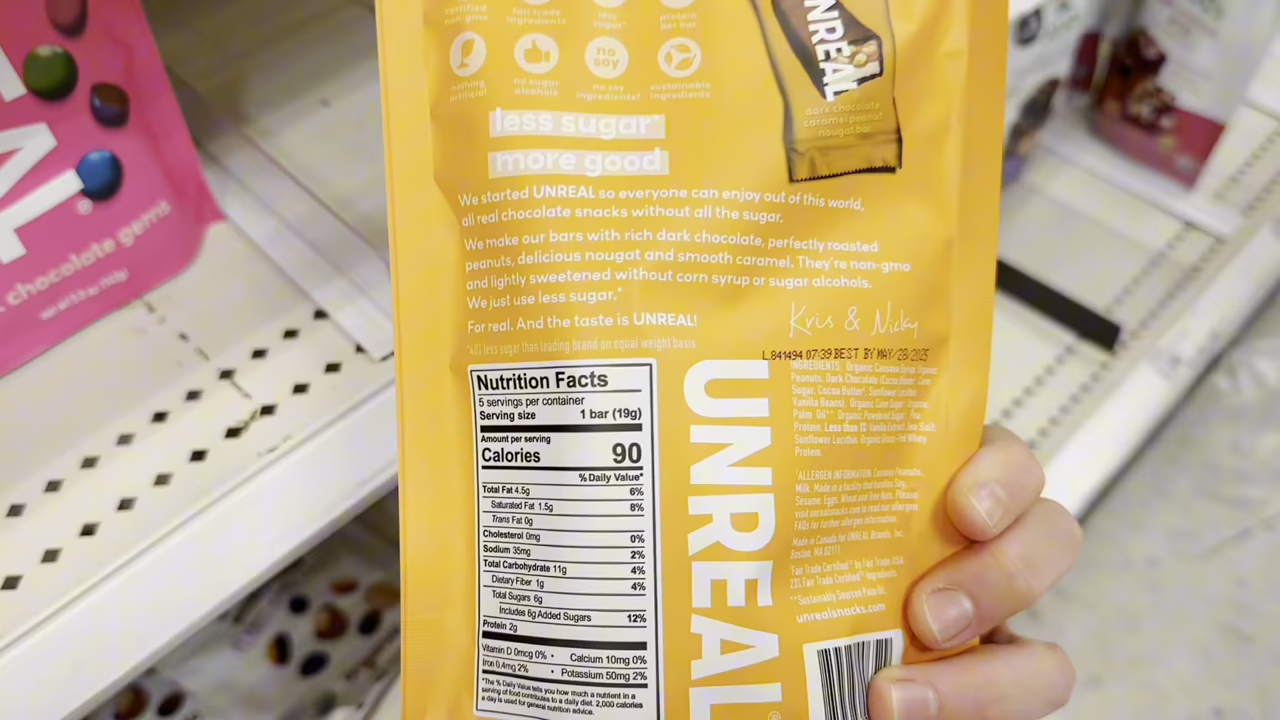 certified
non-gmo
fair trade
ingredients
less
sugar*
protein
per bar
nothing
artificial
no sugar
alcohols
no
soy
no soy
ingredients†
sustainable
ingredients
UNREAL
dark chocolate
caramel peanut
nougat bar
less sugar*
more good
We started UNREAL so everyone can enjoy out of this world,
all real chocolate snacks without all the sugar.
We make our bars with rich dark chocolate, perfectly roasted
peanuts, delicious nougat and smooth caramel. They're non-gmo
and lightly sweetened without corn syrup or sugar alcohols.
We just use less sugar.*
For real. And the taste is UNREAL!
Kris & Nicky
*40% less sugar than leading brand on equal weight basis
L 841494 07:39 BEST BY MAY/28/2025
Nutrition Facts
5 servings per container
Serving size 1 bar (19g)
Amount per serving
Calories 90
% Daily Value*
Total Fat 4.5g 6%
Saturated Fat 1.5g 8%
Trans Fat 0g
Cholesterol 0mg 0%
Sodium 35mg 2%
Total Carbohydrate 11g 4%
Dietary Fiber 1g 4%
Total Sugars 6g
Includes 6g Added Sugars 12%
Protein 2g
Vitamin D 0mcg 0% • Calcium 10mg 0%
Iron 0.4mg 2% • Potassium 50mg 2%
*The % Daily Value tells you how much a nutrient in a
serving of food contributes to a daily diet. 2,000 calories
a day is used for general nutrition advice.
UNREAL®
INGREDIENTS: Organic Cassava Syrup, Organic
Peanuts, Dark Chocolate (Cocoa Beans†, Cane
Sugar, Cocoa Butter†, Sunflower Lecithin,
Vanilla Beans), Organic Cane Sugar†, Organic
Palm Oil**, Organic Powdered Sugar†, Pea
Protein. Less than 1%: Vanilla Extract, Sea Salt,
Sunflower Lecithin, Organic Grass-Fed Whey
Protein.
†ALLERGEN INFORMATION: Contains Peanuts,
Milk. Made in a facility that handles Soy,
Sesame, Eggs, Wheat and Tree Nuts. Please
visit unrealsnacks.com to read our allergen
FAQs for further allergen information.
Made in Canada for UNREAL Brands, Inc.
Boston, MA 02111
Fair Trade Certified™ by Fair Trade USA.
23% Fair Trade Certified™ Ingredients.
**Sustainably Sourced Palm Oil.
unrealsnacks.com
chocolate gems